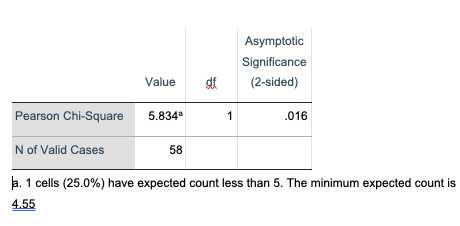 Asymptotic
Significance
Value df (2-sided)
Pearson Chi-Square 5.834ᵃ 1 .016
N of Valid Cases 58
a. 1 cells (25.0%) have expected count less than 5. The minimum expected count is
4.55